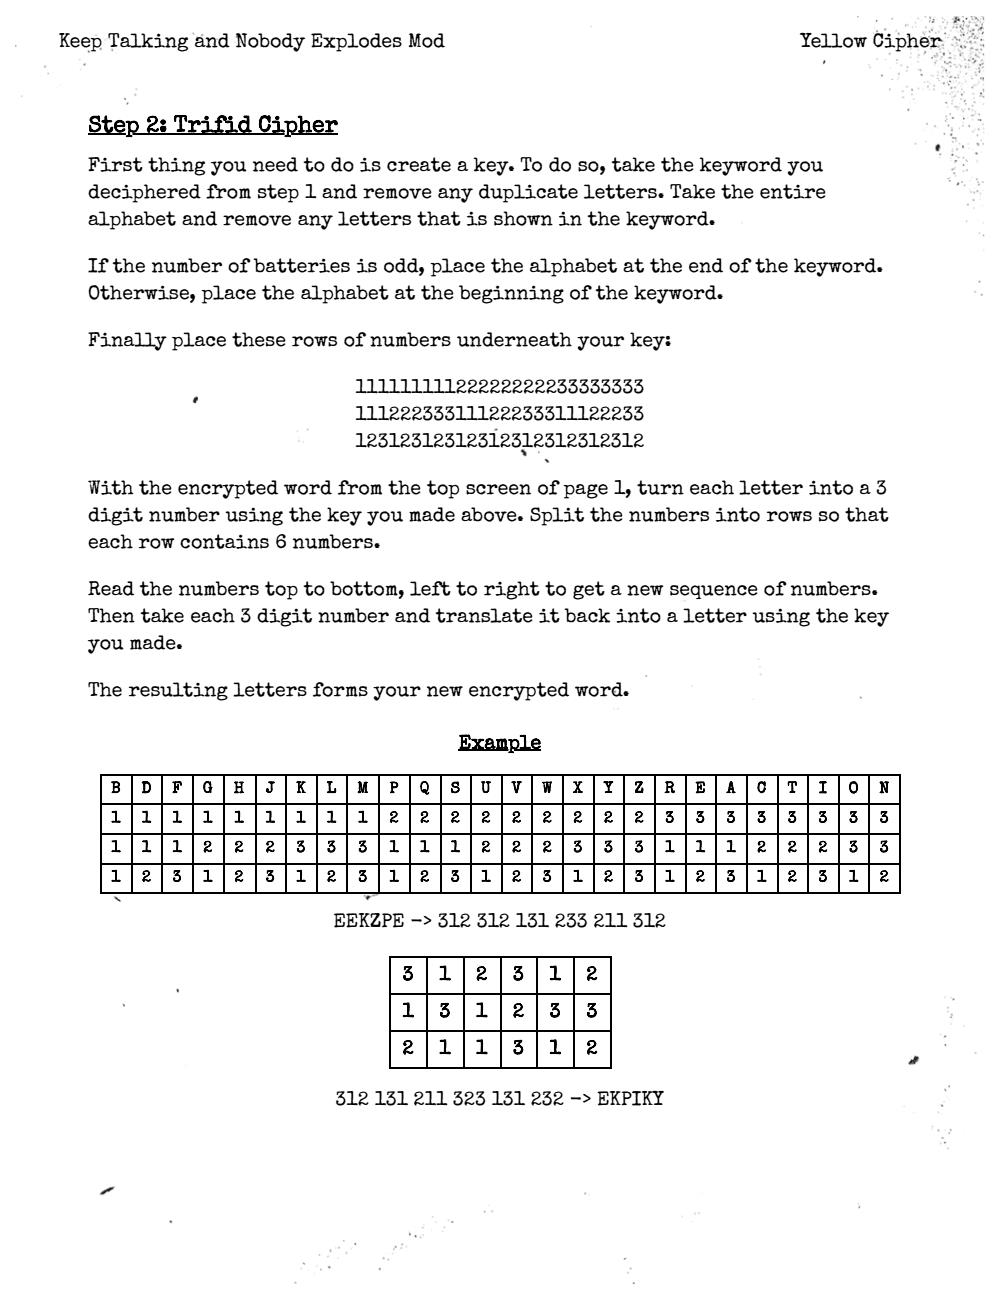 Keep Talking and Nobody Explodes Mod
Yellow Cipher
Step 2: Trifid Cipher
First thing you need to do is create a key. To do so, take the keyword you
deciphered from step 1 and remove any duplicate letters. Take the entire
alphabet and remove any letters that is shown in the keyword.
If the number of batteries is odd, place the alphabet at the end of the keyword.
Otherwise, place the alphabet at the beginning of the keyword.
Finally place these rows of numbers underneath your key:
11111111122222222233333333
11122233311122233311122233
12312312312312312312312312
With the encrypted word from the top screen of page 1, turn each letter into a 3
digit number using the key you made above. Split the numbers into rows so that
each row contains 6 numbers.
Read the numbers top to bottom, left to right to get a new sequence of numbers.
Then take each 3 digit number and translate it back into a letter using the key
you made.
The resulting letters forms your new encrypted word.
Example
B D F G H J K L M P Q S U V W X Y Z R E A C T I O N
1 1 1 1 1 1 1 1 1 2 2 2 2 2 2 2 2 2 3 3 3 3 3 3 3 3
1 1 1 2 2 2 3 3 3 1 1 1 2 2 2 3 3 3 1 1 1 2 2 2 3 3
1 2 3 1 2 3 1 2 3 1 2 3 1 2 3 1 2 3 1 2 3 1 2 3 1 2
EEKZPE -> 312 312 131 233 211 312
3 1 2 3 1 2
1 3 1 2 3 3
2 1 1 3 1 2
312 131 211 323 131 232 -> EKPIKY